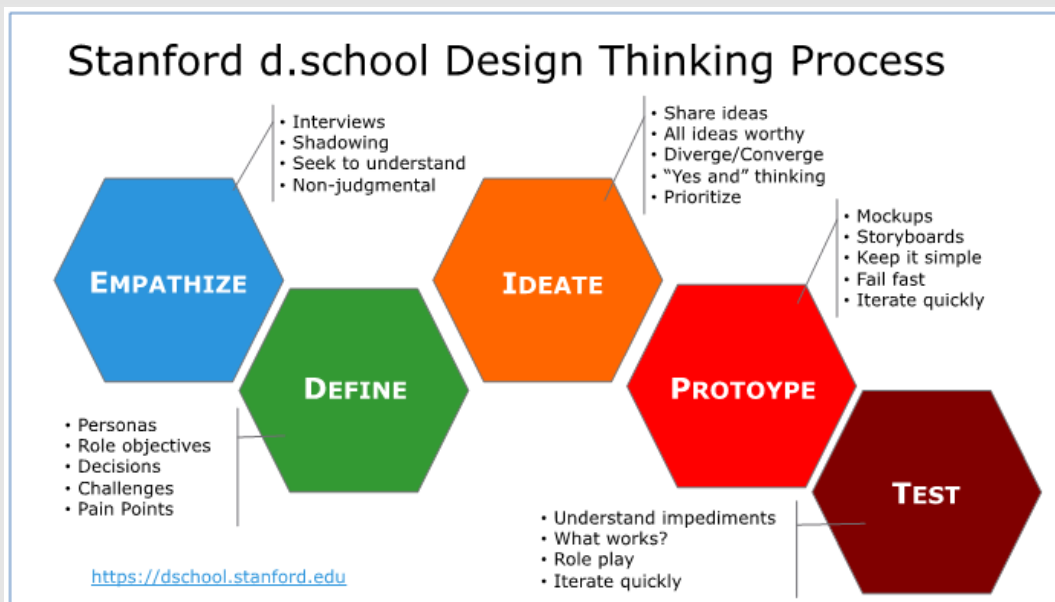 Stanford d.school Design Thinking Process
• Interviews
• Shadowing
• Seek to understand
• Non-judgmental
EMPATHIZE
• Personas
• Role objectives
• Decisions
• Challenges
• Pain Points
DEFINE
• Share ideas
• All ideas worthy
• Diverge/Converge
• “Yes and” thinking
• Prioritize
IDEATE
• Mockups
• Storyboards
• Keep it simple
• Fail fast
• Iterate quickly
PROTOYPE
• Understand impediments
• What works?
• Role play
• Iterate quickly
TEST
https://dschool.stanford.edu